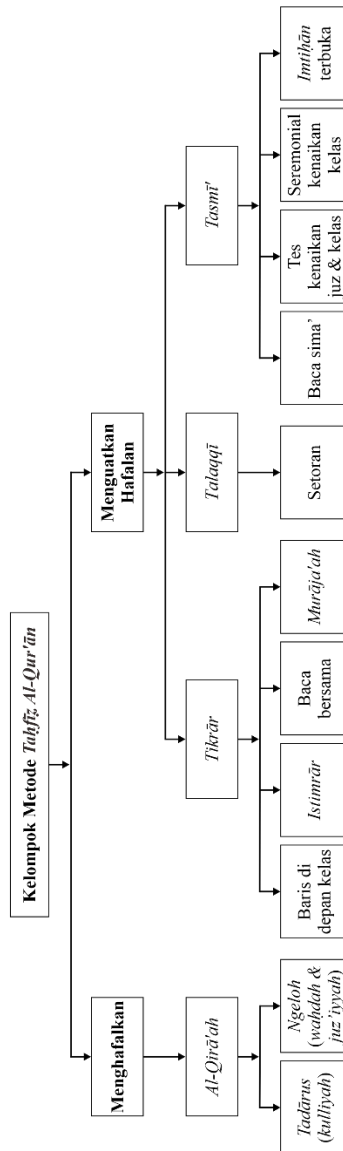 Kelompok Metode Taḥfīẓ Al-Qur'ān
Menghafalkan
Menguatkan
Hafalan
Al-Qirā'ah
Tikrār
Talaqqī
Tasmī'
Tadārus
(kulliyah)
Ngeloh
(waḥdah &
juz'iyyah)
Baris di
depan kelas
Istimrār
Baca
bersama
Murāja'ah
Setoran
Baca sima'
Tes
kenaikan
juz & kelas
Seremonial
kenaikan
kelas
Imtiḥān
terbuka